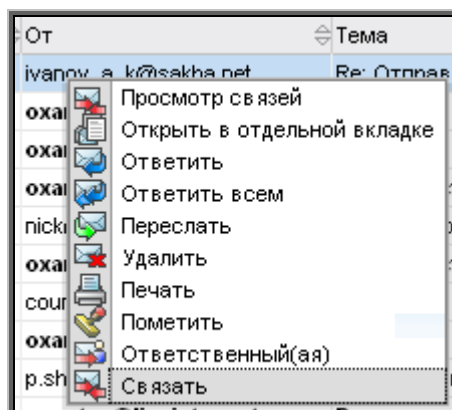 От Тема
ivanov_a_k@sakha.net Re: Отправ
Просмотр связей
Открыть в отдельной вкладке
Ответить
Ответить всем
Переслать
Удалить
Печать
Пометить
Ответственный(ая)
Связать